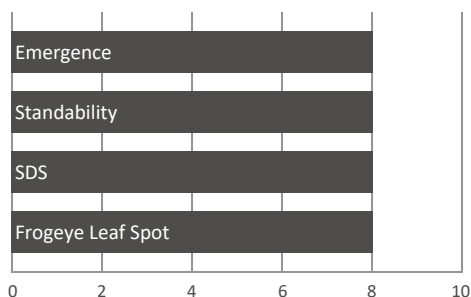 Emergence
Standability
SDS
Frogeye Leaf Spot
0 2 4 6 8 10